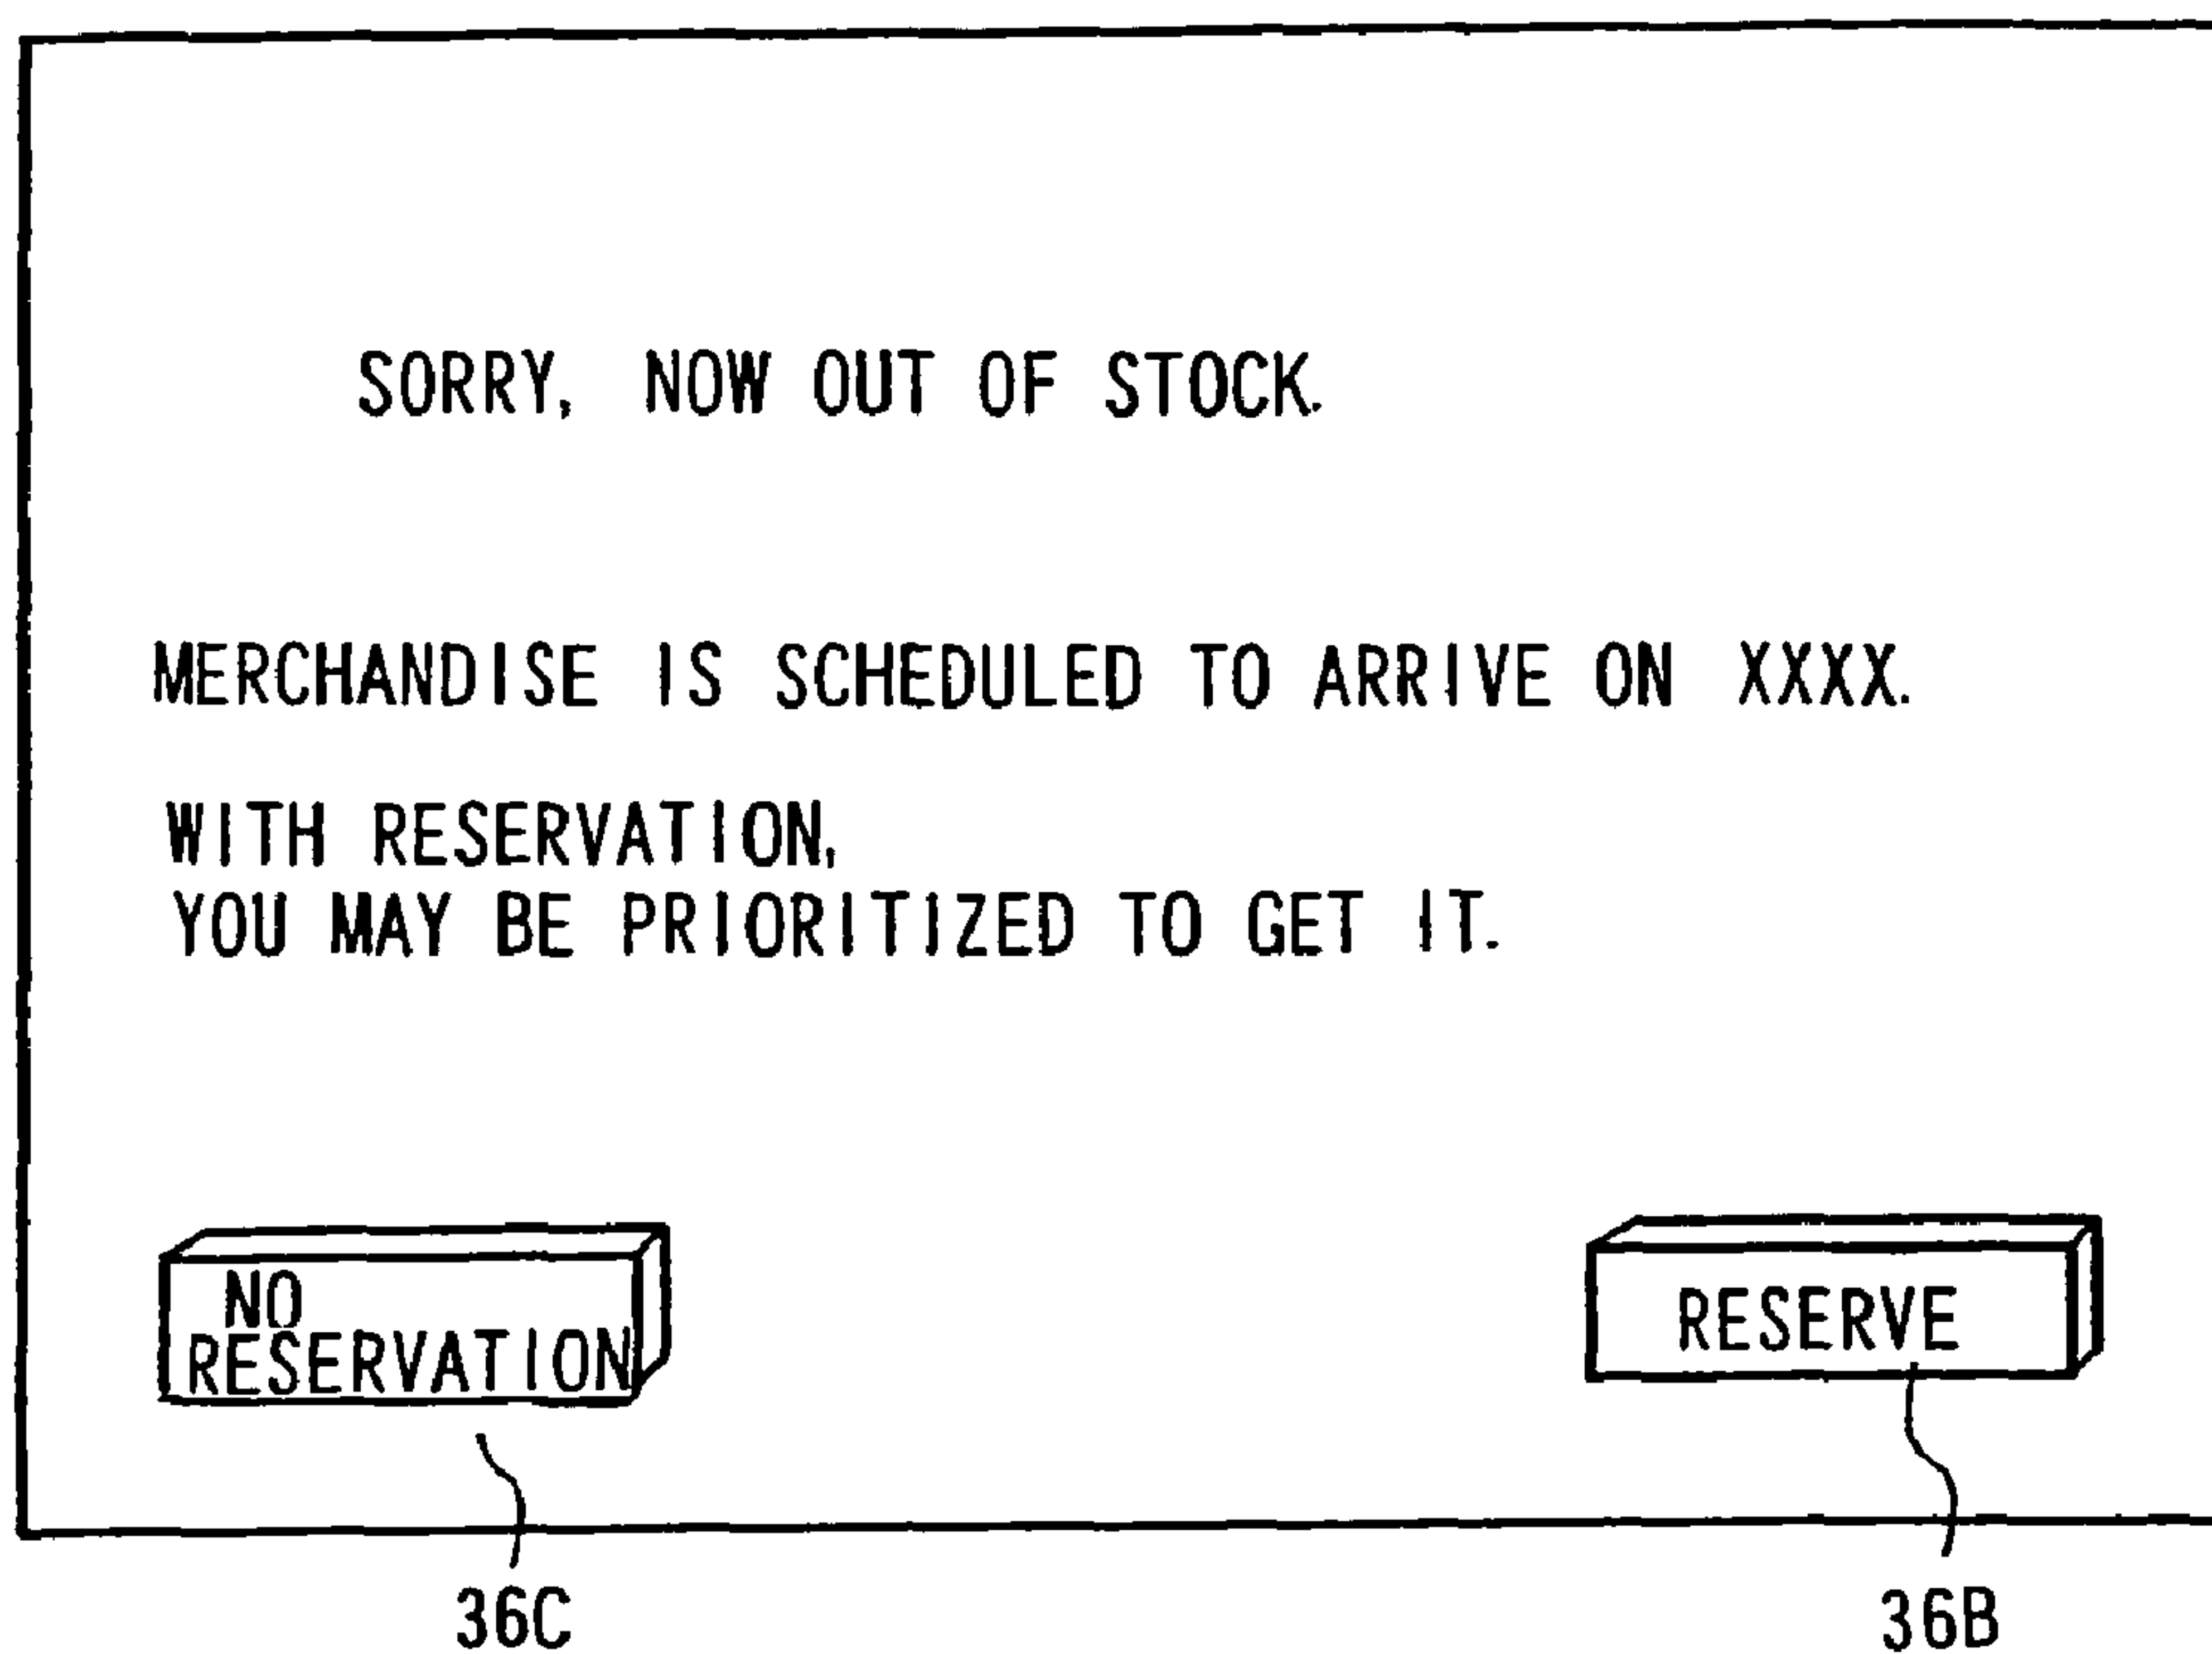 SORRY, NOW OUT OF STOCK.
MERCHANDISE IS SCHEDULED TO ARRIVE ON XXXX.
WITH RESERVATION,
YOU MAY BE PRIORITIZED TO GET IT.
NO
RESERVATION
RESERVE
36C
36B